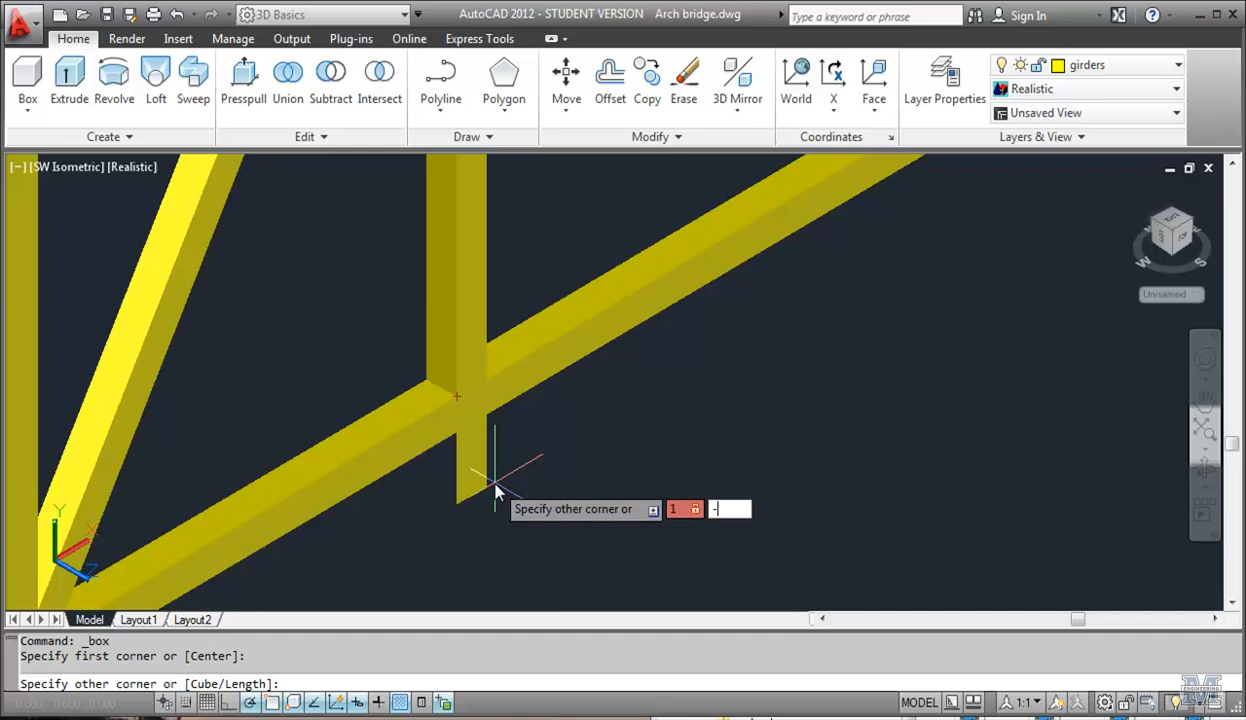 3D Basics
AutoCAD 2012 - STUDENT VERSION Arch bridge.dwg
Type a keyword or phrase
Sign In
Home Render Insert Manage Output Plug-ins Online Express Tools
Box Extrude Revolve Loft Sweep
Presspull Union Subtract Intersect
Polyline Polygon
Move Offset Copy Erase 3D Mirror
World X Face
Layer Properties
girders
Realistic
Unsaved View
Create Edit Draw Modify Coordinates Layers & View
[−] [SW Isometric] [Realistic]
W S
Unnamed
Specify other corner or 1 -
Y X Z
Model Layout1 Layout2
Command: _box
Specify first corner or [Center]:
Specify other corner or [Cube/Length]:
MODEL 1:1
ENGINEERING